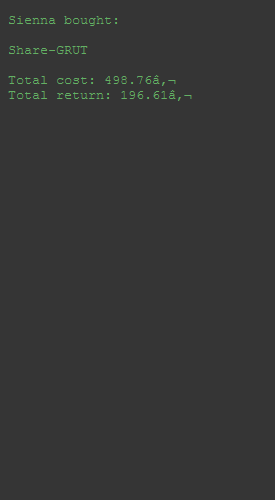 Sienna bought:
Share-GRUT
Total cost: 498.76â‚¬
Total return: 196.61â‚¬